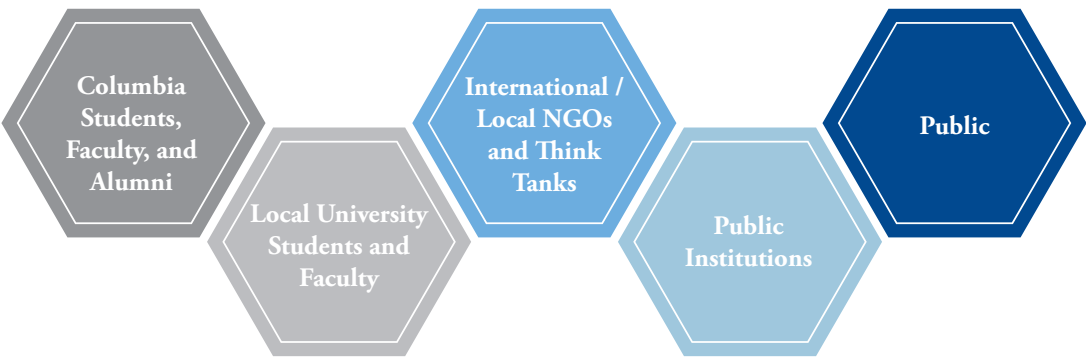 Columbia
Students,
Faculty, and
Alumni
Local University
Students and
Faculty
International /
Local NGOs
and Think
Tanks
Public
Institutions
Public